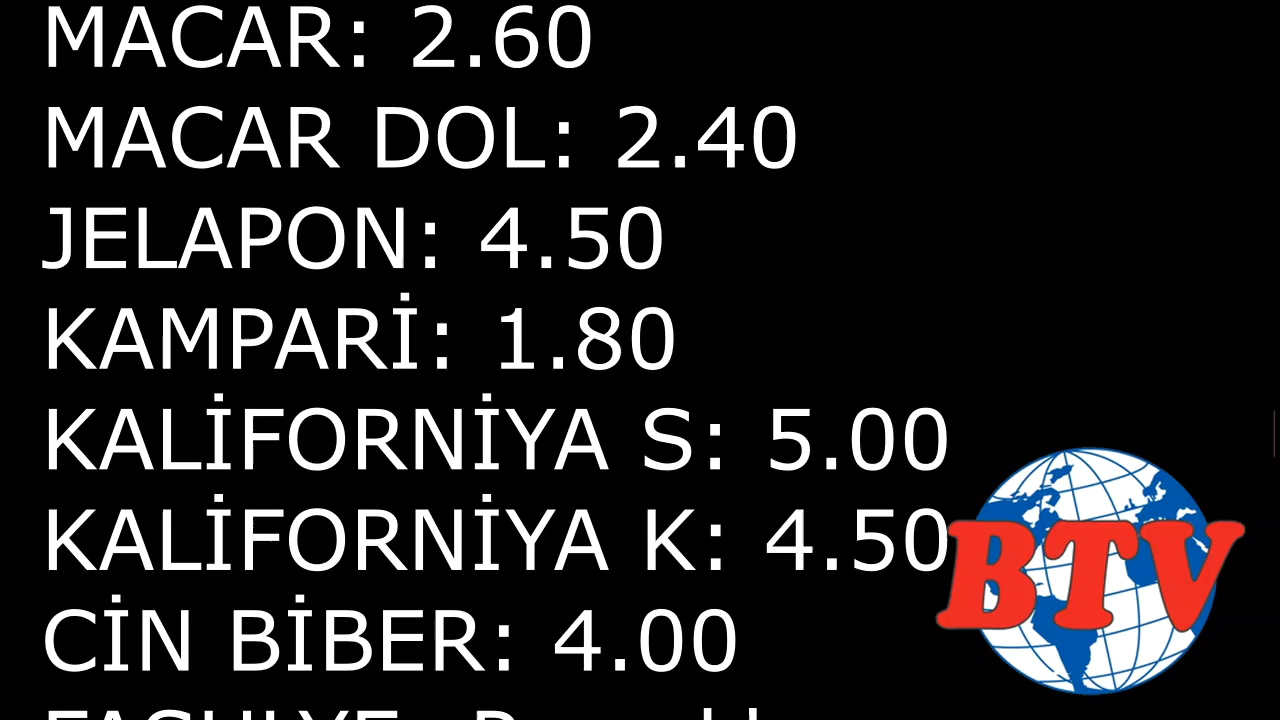 MACAR: 2.60
MACAR DOL: 2.40
JELAPON: 4.50
KAMPARİ: 1.80
KALİFORNİYA S: 5.00
KALİFORNİYA K: 4.50
CİN BİBER: 4.00
BTV